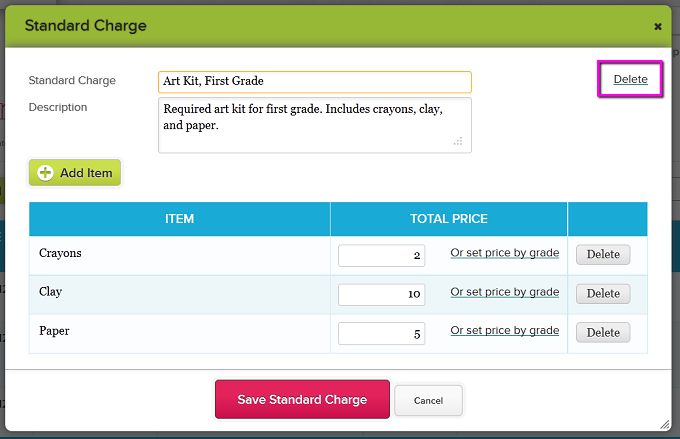 Standard Charge
Standard Charge
Art Kit, First Grade
Delete
Description
Required art kit for first grade. Includes crayons, clay,
and paper.
Add Item
ITEM TOTAL PRICE
Crayons 2 Or set price by grade Delete
Clay 10 Or set price by grade Delete
Paper 5 Or set price by grade Delete
Save Standard Charge Cancel